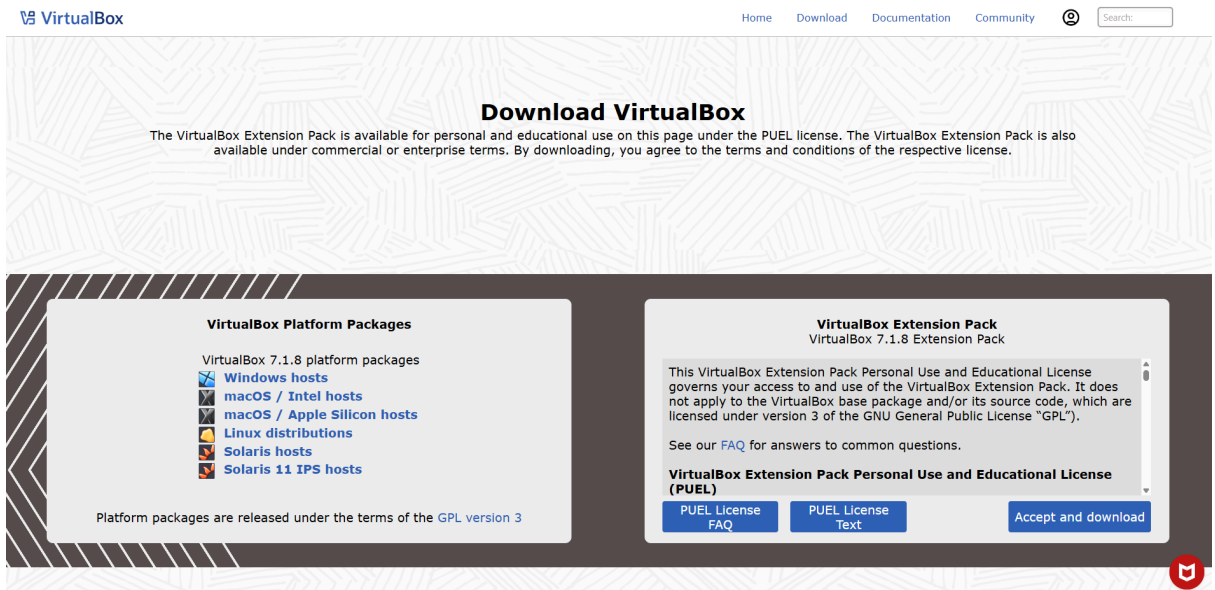 VirtualBox
Home Download Documentation Community Search:
Download VirtualBox
The VirtualBox Extension Pack is available for personal and educational use on this page under the PUEL license. The VirtualBox Extension Pack is also
available under commercial or enterprise terms. By downloading, you agree to the terms and conditions of the respective license.
VirtualBox Platform Packages
VirtualBox 7.1.8 platform packages
Windows hosts
macOS / Intel hosts
macOS / Apple Silicon hosts
Linux distributions
Solaris hosts
Solaris 11 IPS hosts
Platform packages are released under the terms of the GPL version 3
VirtualBox Extension Pack
VirtualBox 7.1.8 Extension Pack
This VirtualBox Extension Pack Personal Use and Educational License
governs your access to and use of the VirtualBox Extension Pack. It does
not apply to the VirtualBox base package and/or its source code, which are
licensed under version 3 of the GNU General Public License “GPL”).
See our FAQ for answers to common questions.
VirtualBox Extension Pack Personal Use and Educational License
(PUEL)
PUEL License
FAQ
PUEL License
Text
Accept and download